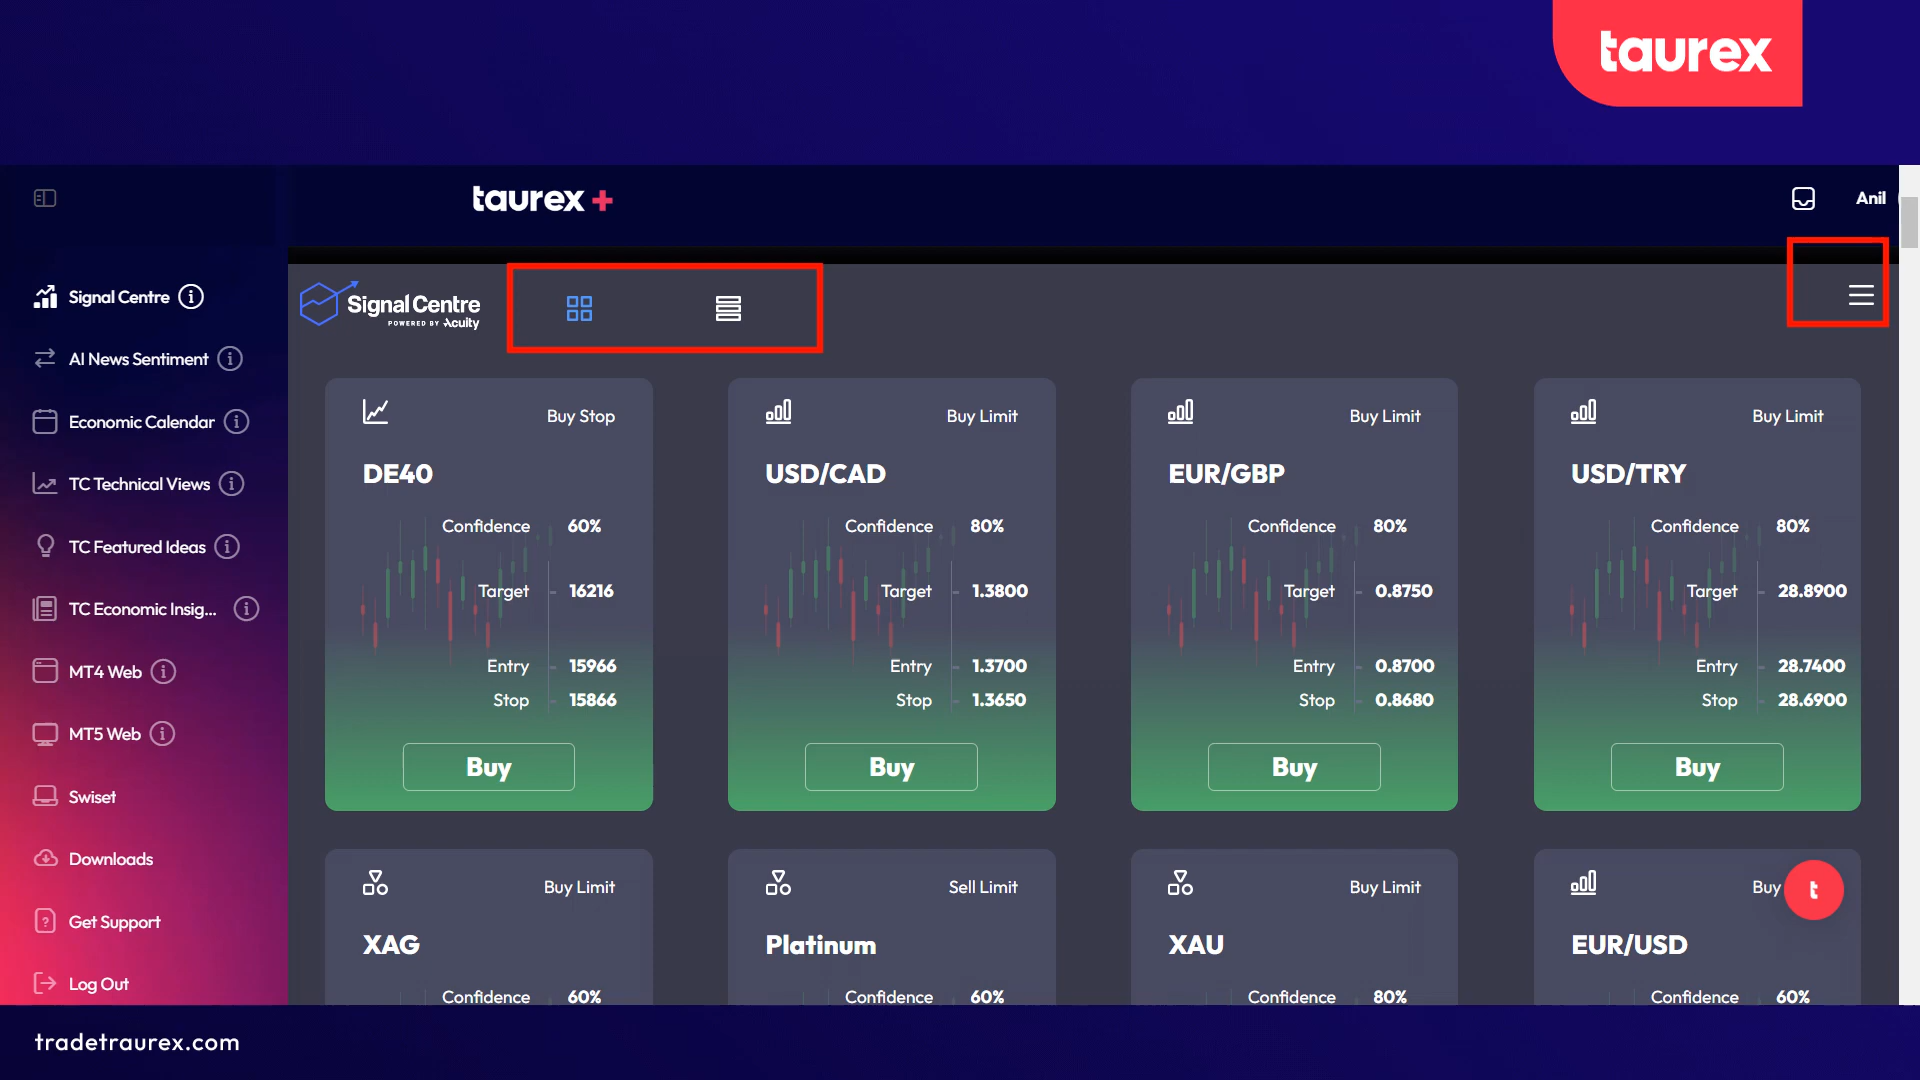 taurex
taurex +
Anil
Signal Centre
POWERED BY Acuity
Signal Centre
AI News Sentiment
Economic Calendar
TC Technical Views
TC Featured Ideas
TC Economic Insig...
MT4 Web
MT5 Web
Swiset
Downloads
Get Support
Log Out
Buy Stop
DE40
Confidence 60%
Target 16216
Entry 15966
Stop 15866
Buy
Buy Limit
USD/CAD
Confidence 80%
Target 1.3800
Entry 1.3700
Stop 1.3650
Buy
Buy Limit
EUR/GBP
Confidence 80%
Target 0.8750
Entry 0.8700
Stop 0.8680
Buy
Buy Limit
USD/TRY
Confidence 80%
Target 28.8900
Entry 28.7400
Stop 28.6900
Buy
Buy Limit
XAG
Confidence 60%
Sell Limit
Platinum
Confidence 60%
Buy Limit
XAU
Confidence 80%
Buy
t
EUR/USD
Confidence 60%
tradetraurex.com